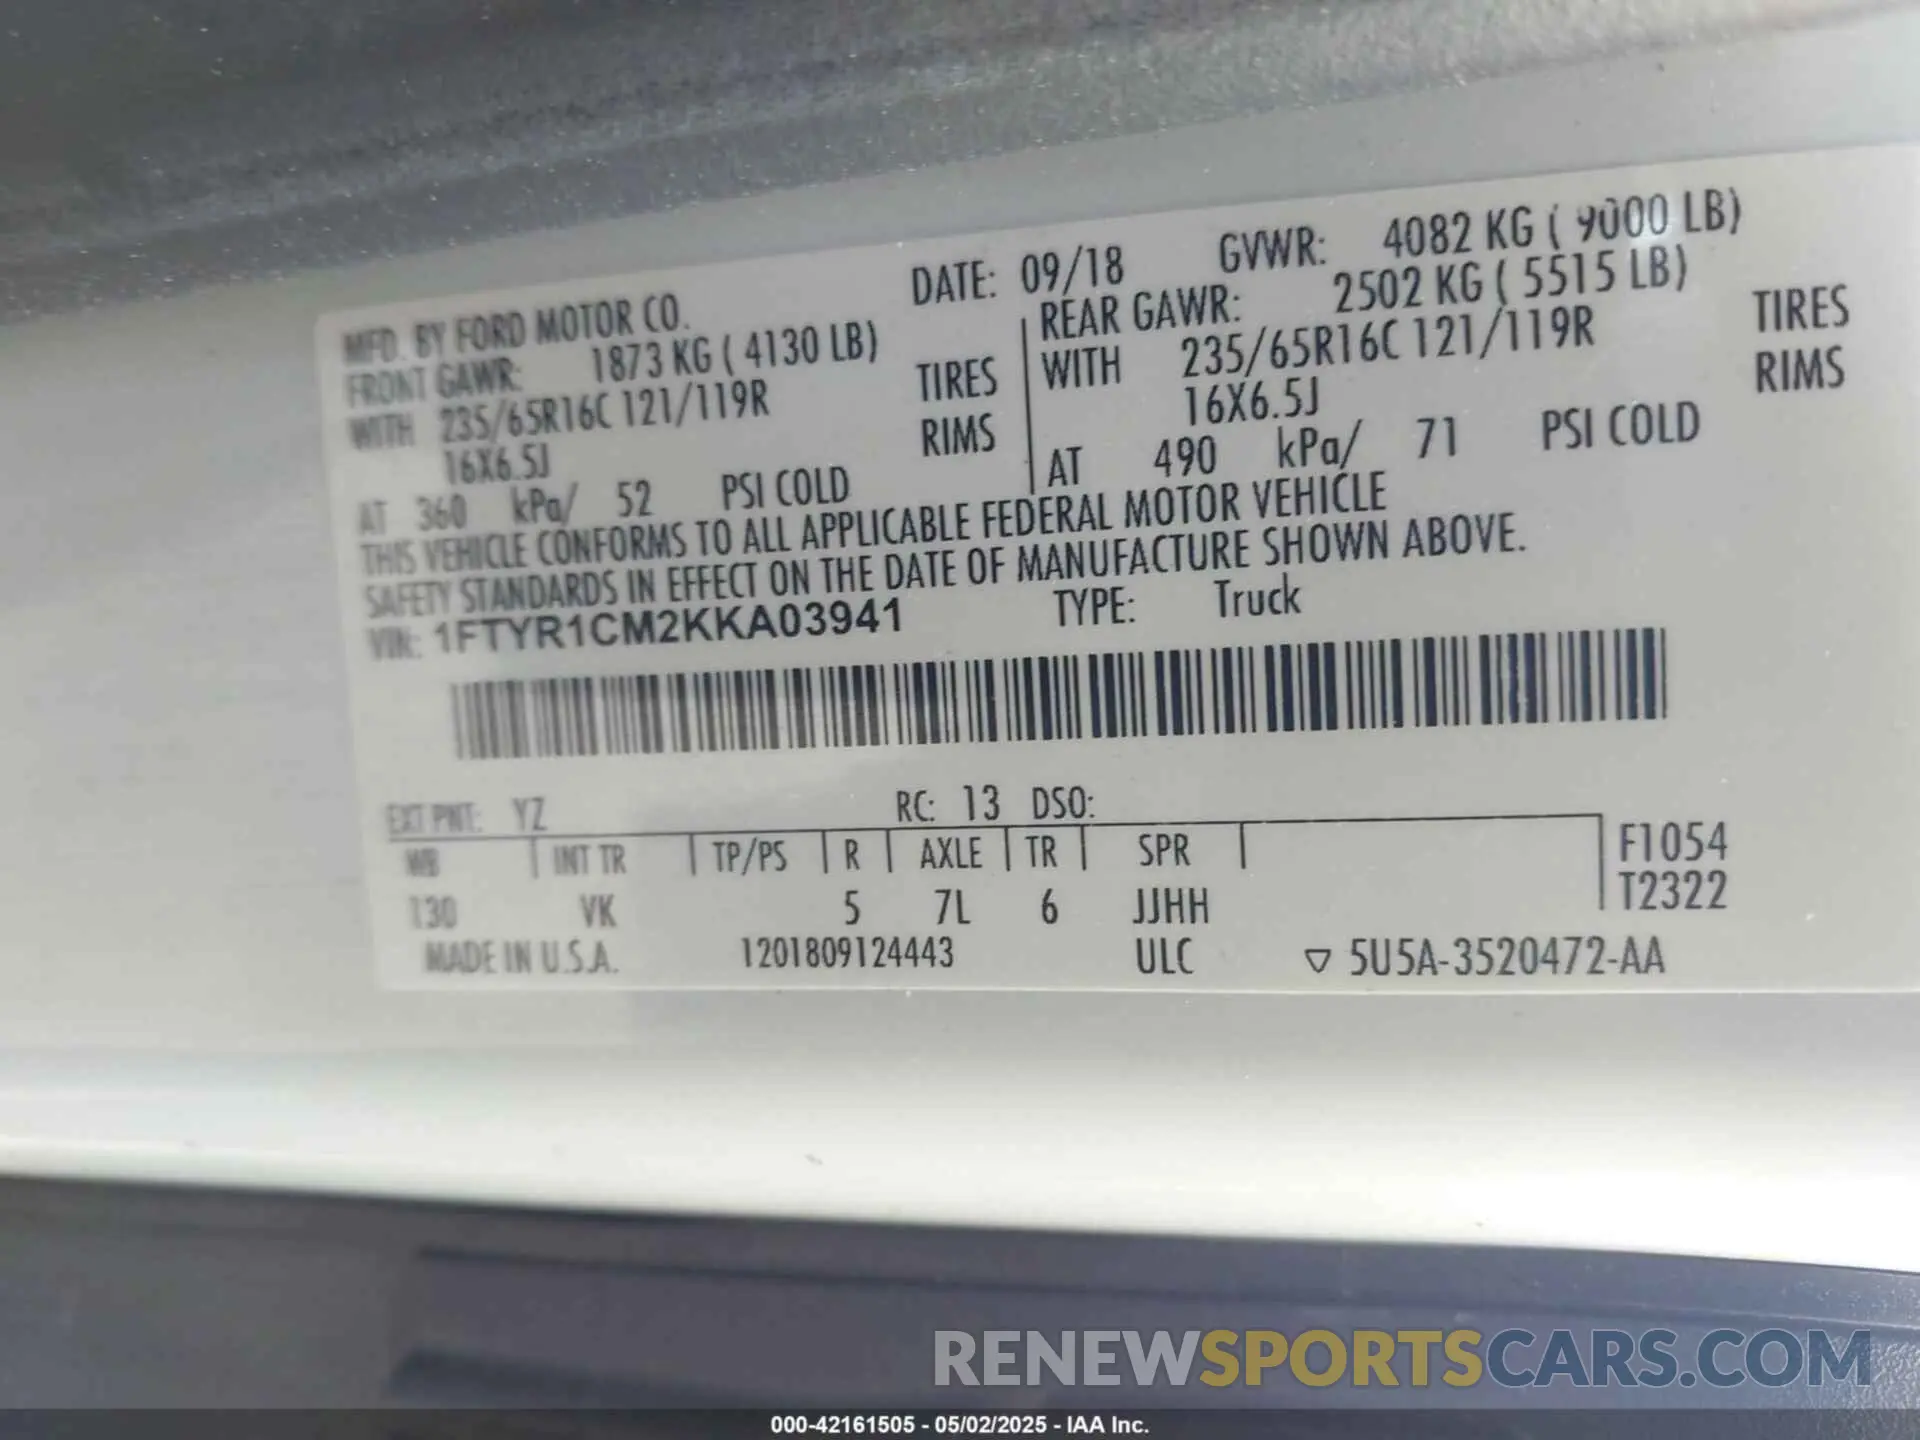 MFD. BY FORD MOTOR CO. DATE: 09/18 GVWR: 4082 KG ( 9000 LB)
FRONT GAWR: 1873 KG ( 4130 LB) REAR GAWR: 2502 KG ( 5515 LB)
WITH 235/65R16C 121/119R TIRES WITH 235/65R16C 121/119R TIRES
16X6.5J RIMS 16X6.5J RIMS
AT 360 kPa/ 52 PSI COLD AT 490 kPa/ 71 PSI COLD
THIS VEHICLE CONFORMS TO ALL APPLICABLE FEDERAL MOTOR VEHICLE
SAFETY STANDARDS IN EFFECT ON THE DATE OF MANUFACTURE SHOWN ABOVE.
VIN: 1FTYR1CM2KKA03941 TYPE: Truck
EXT PNT: YZ RC: 13 DSO:
WB INT TR TP/PS R AXLE TR SPR F1054
130 VK 5 7L 6 JJHH T2322
MADE IN U.S.A. 1201809124443 ULC ▽ 5U5A-3520472-AA
RENEWSPORTSCARS.COM
000-42161505 - 05/02/2025 - IAA Inc.